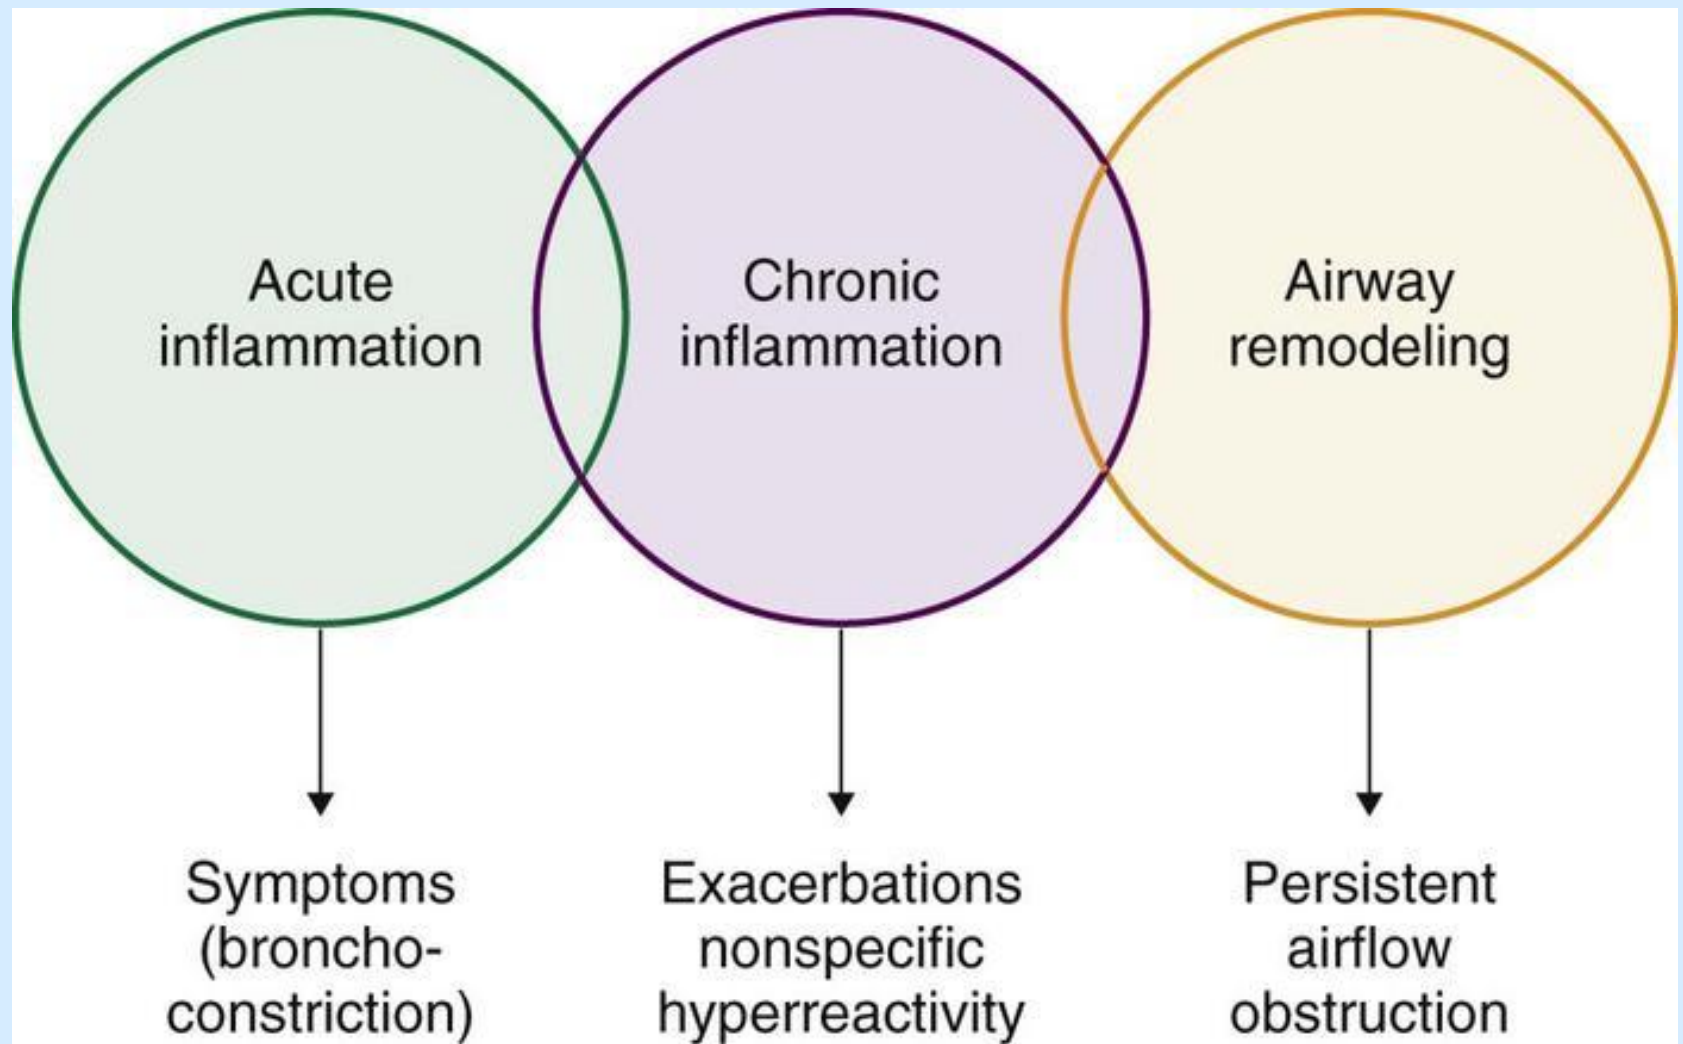 Acute
inflammation
Chronic
inflammation
Airway
remodeling
Symptoms
(broncho-
constriction)
Exacerbations
nonspecific
hyperreactivity
Persistent
airflow
obstruction